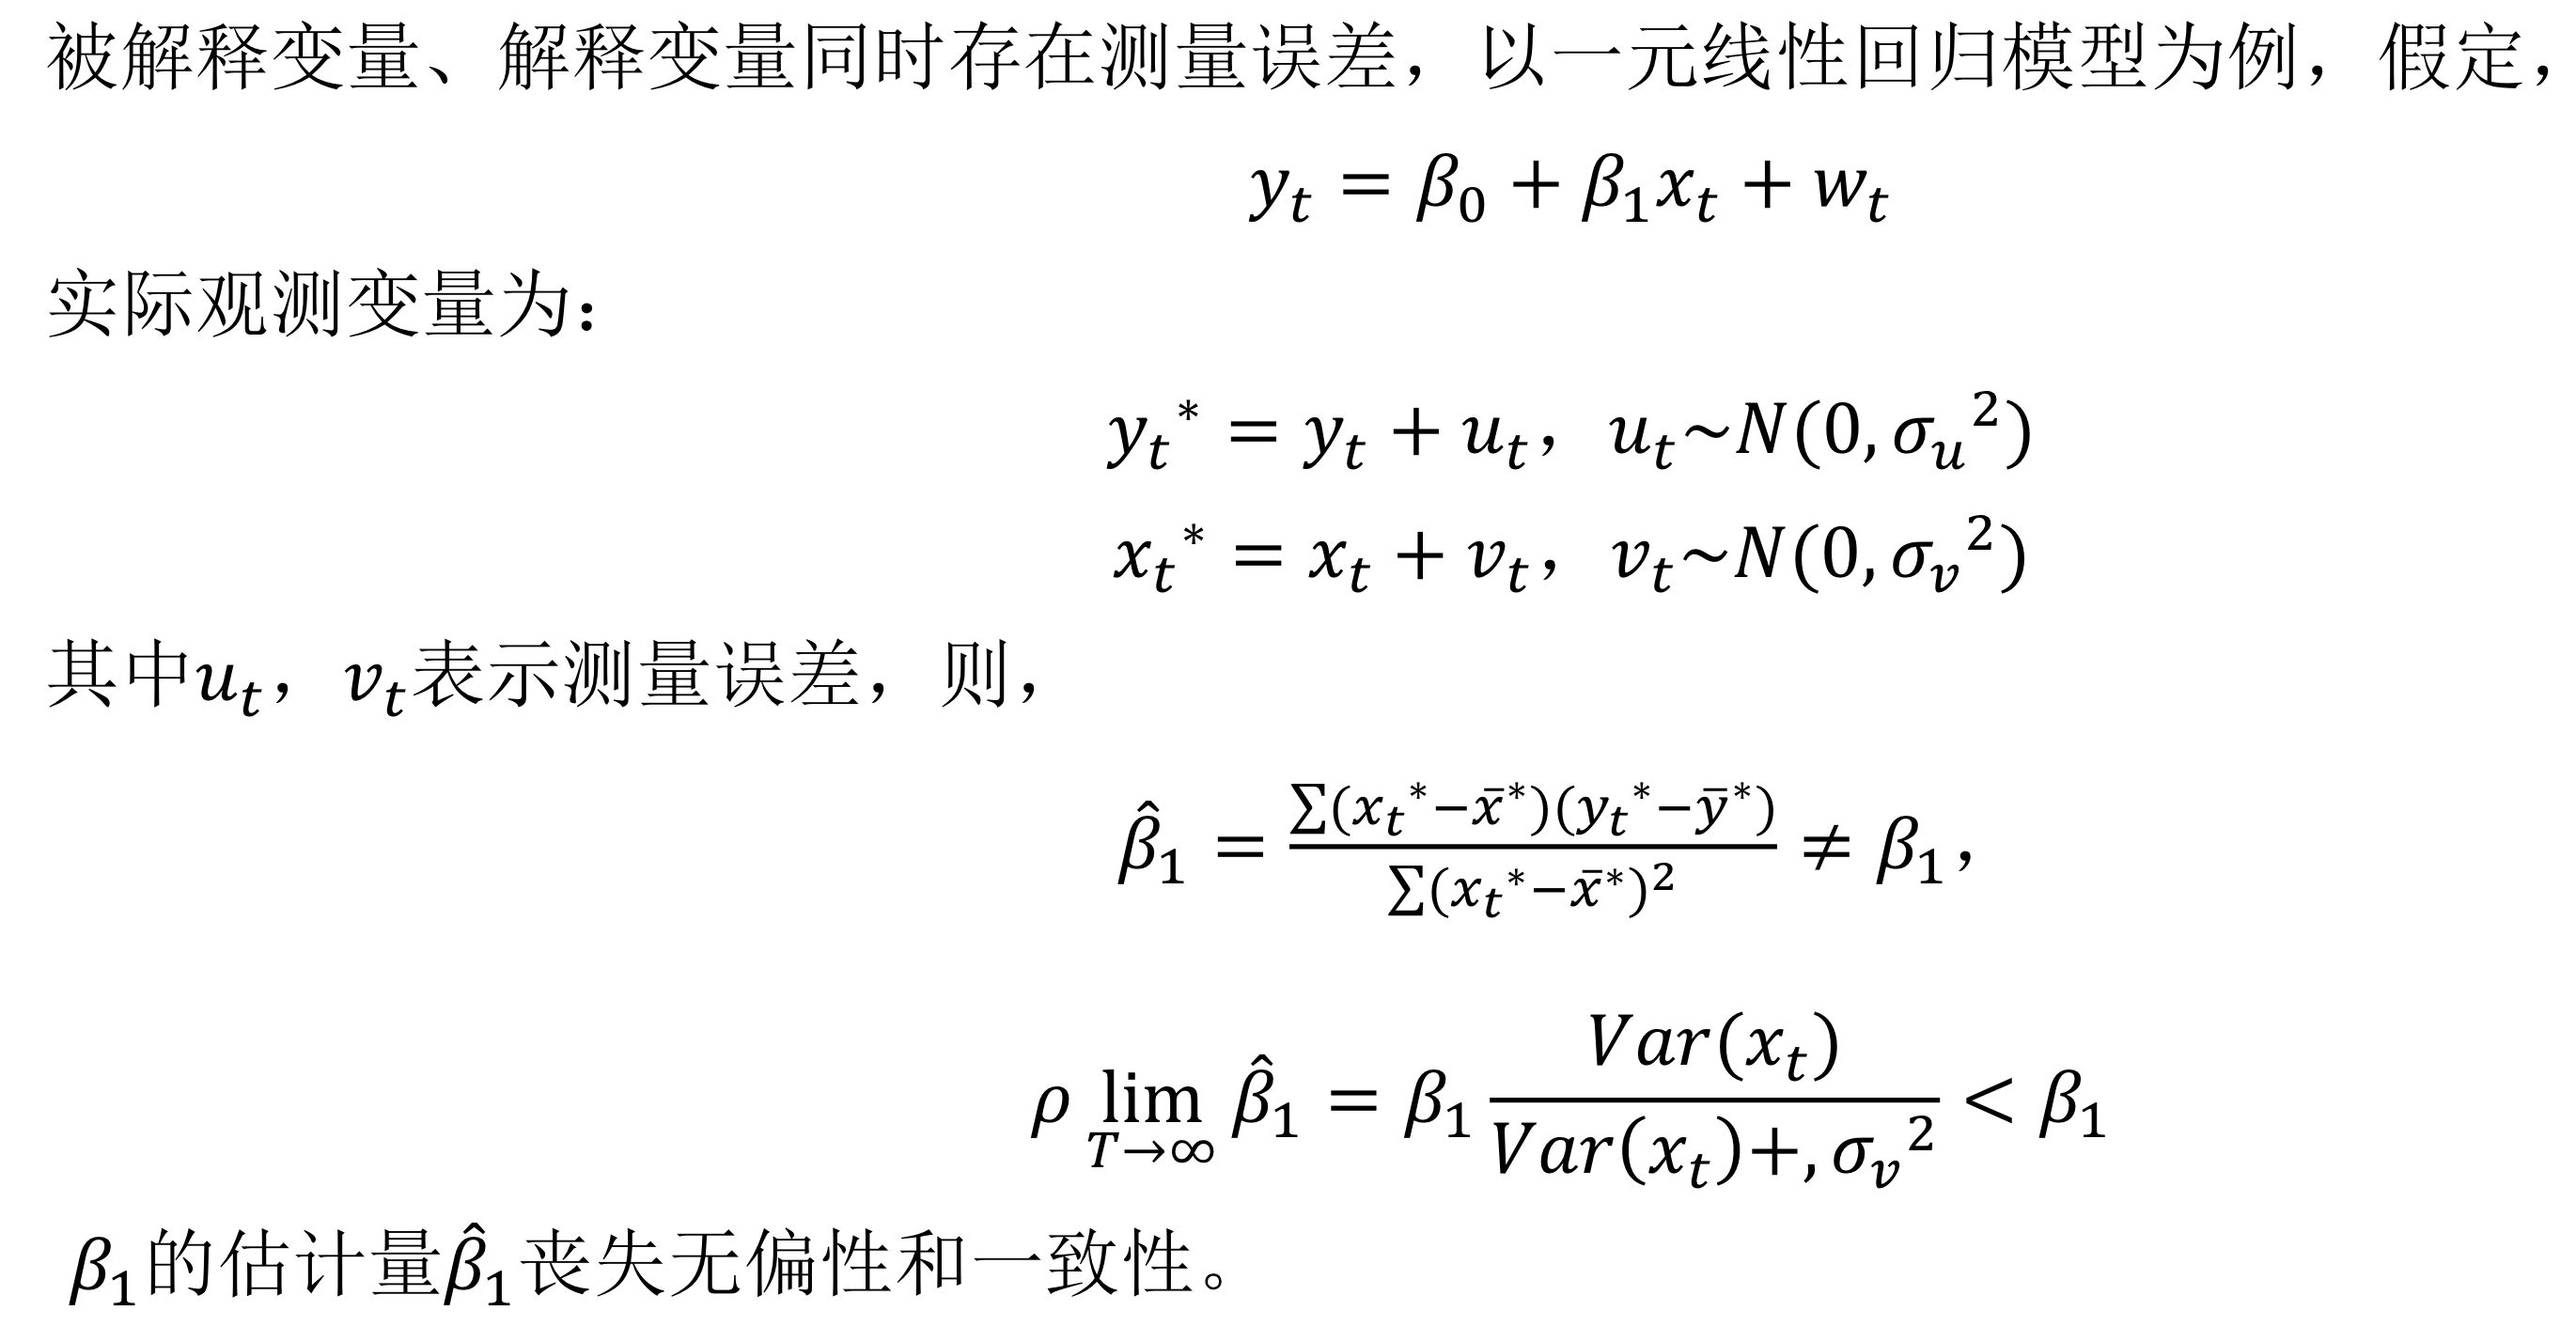 被解释变量、解释变量同时存在测量误差，以一元线性回归模型为例，假定，
$y_t = \beta_0 + \beta_1 x_t + w_t$
实际观测变量为：
$y_t{}^* = y_t + u_t$，$u_t \sim N(0, \sigma_u{}^2)$
$x_t{}^* = x_t + v_t$，$v_t \sim N(0, \sigma_v{}^2)$
其中$u_t$，$v_t$表示测量误差，则，
$\hat{\beta}_1 = \frac{\sum(x_t{}^* - \bar{x}^*)(y_t{}^* - \bar{y}^*)}{\sum(x_t{}^* - \bar{x}^*)^2} \neq \beta_1$，
$\rho \lim_{T \to \infty} \hat{\beta}_1 = \beta_1 \frac{Var(x_t)}{Var(x_t)+, \sigma_v{}^2} < \beta_1$
$\beta_1$的估计量$\hat{\beta}_1$丧失无偏性和一致性。